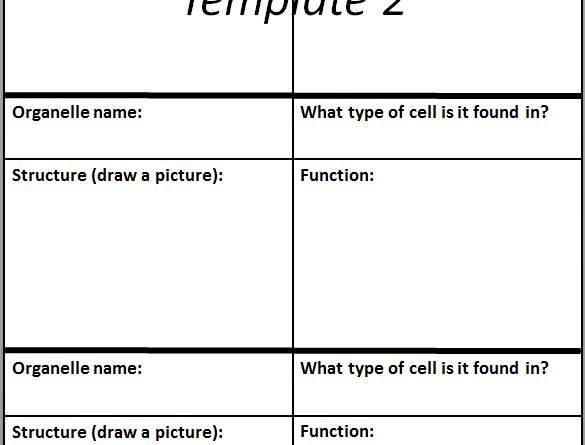 Template 2
Organelle name:
What type of cell is it found in?
Structure (draw a picture):
Function:
Organelle name:
What type of cell is it found in?
Structure (draw a picture):
Function: